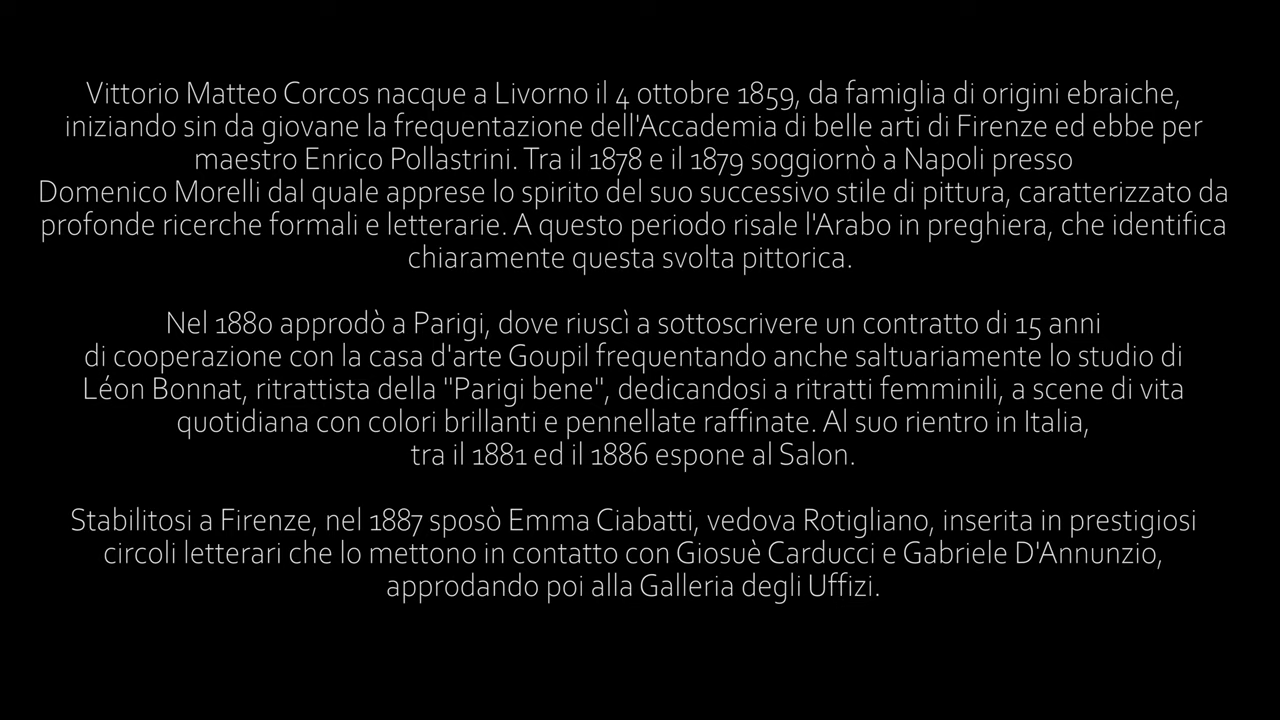 Vittorio Matteo Corcos nacque a Livorno il 4 ottobre 1859, da famiglia di origini ebraiche,
iniziando sin da giovane la frequentazione dell'Accademia di belle arti di Firenze ed ebbe per
maestro Enrico Pollastrini. Tra il 1878 e il 1879 soggiornò a Napoli presso
Domenico Morelli dal quale apprese lo spirito del suo successivo stile di pittura, caratterizzato da
profonde ricerche formali e letterarie. A questo periodo risale l'Arabo in preghiera, che identifica
chiaramente questa svolta pittorica.
Nel 1880 approdò a Parigi, dove riuscì a sottoscrivere un contratto di 15 anni
di cooperazione con la casa d'arte Goupil frequentando anche saltuariamente lo studio di
Léon Bonnat, ritrattista della "Parigi bene", dedicandosi a ritratti femminili, a scene di vita
quotidiana con colori brillanti e pennellate raffinate. Al suo rientro in Italia,
tra il 1881 ed il 1886 espone al Salon.
Stabilitosi a Firenze, nel 1887 sposò Emma Ciabatti, vedova Rotigliano, inserita in prestigiosi
circoli letterari che lo mettono in contatto con Giosuè Carducci e Gabriele D'Annunzio,
approdando poi alla Galleria degli Uffizi.